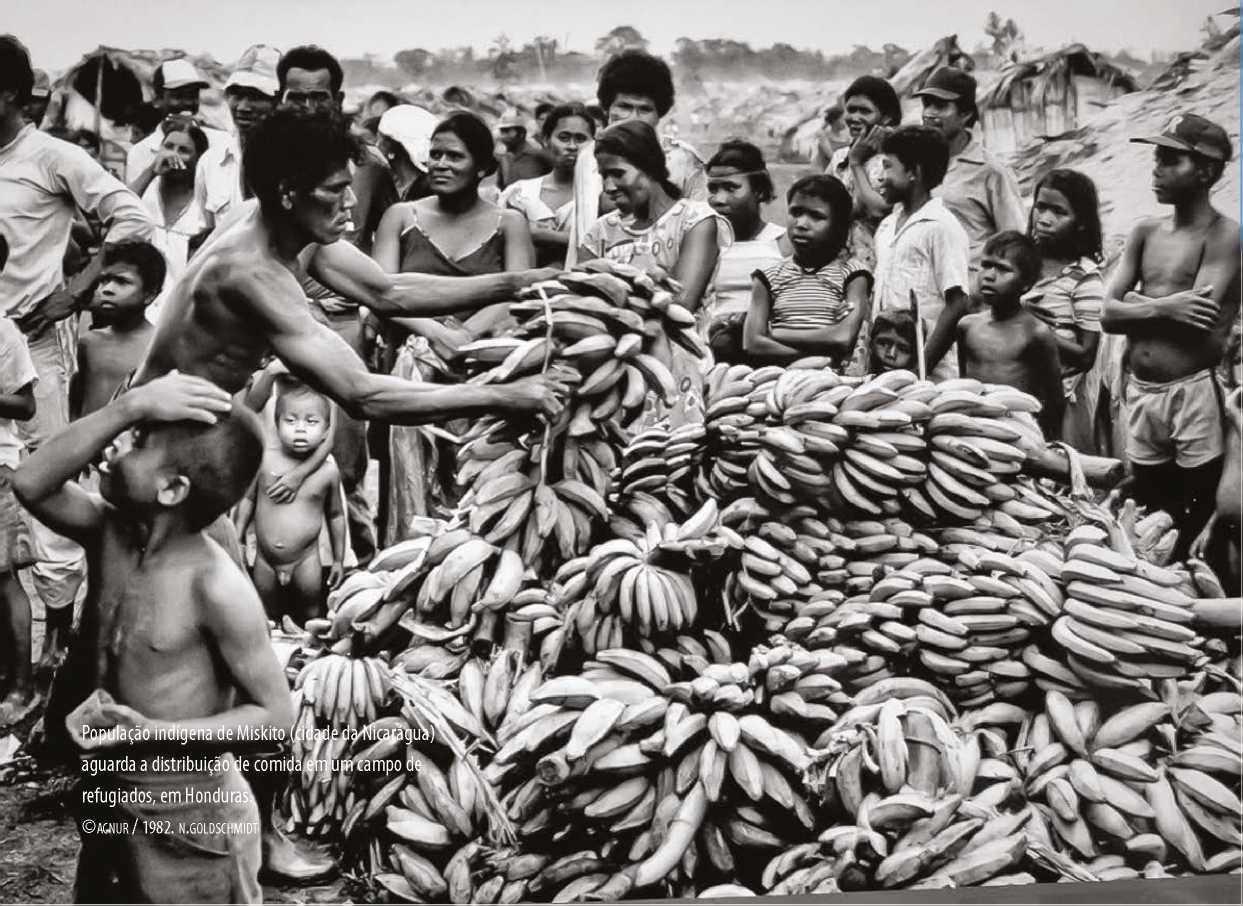 População indígena de Miskito (cidade da Nicarágua)
aguarda a distribuição de comida em um campo de
refugiados, em Honduras.
©AGNUR / 1982. N.GOLDSCHMIDT